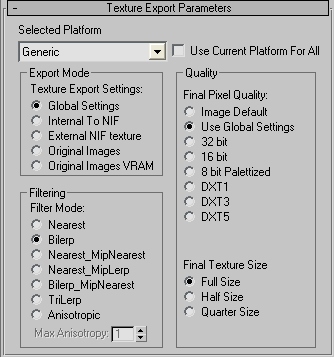 - Texture Export Parameters
Selected Platform
Generic
Use Current Platform For All
Export Mode
Texture Export Settings:
Global Settings
Internal To NIF
External NIF texture
Original Images
Original Images VRAM
Filtering
Filter Mode:
Nearest
Bilerp
Nearest_MipNearest
Nearest_MipLerp
Bilerp_MipNearest
TriLerp
Anisotropic
Max Anisotropy: 1
Quality
Final Pixel Quality:
Image Default
Use Global Settings
32 bit
16 bit
8 bit Palettized
DXT1
DXT3
DXT5
Final Texture Size
Full Size
Half Size
Quarter Size